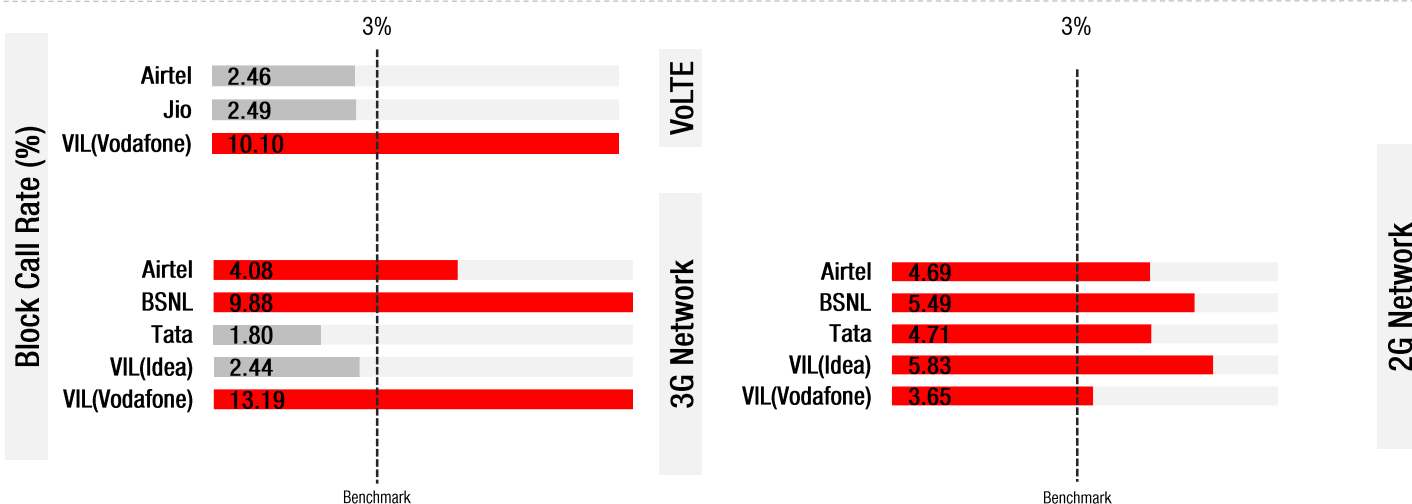 Block Call Rate (%)
3%
Airtel 2.46
Jio 2.49
VIL(Vodafone) 10.10
VoLTE
Airtel 4.08
BSNL 9.88
Tata 1.80
VIL(Idea) 2.44
VIL(Vodafone) 13.19
3G Network
Benchmark
3%
Airtel 4.69
BSNL 5.49
Tata 4.71
VIL(Idea) 5.83
VIL(Vodafone) 3.65
2G Network
Benchmark